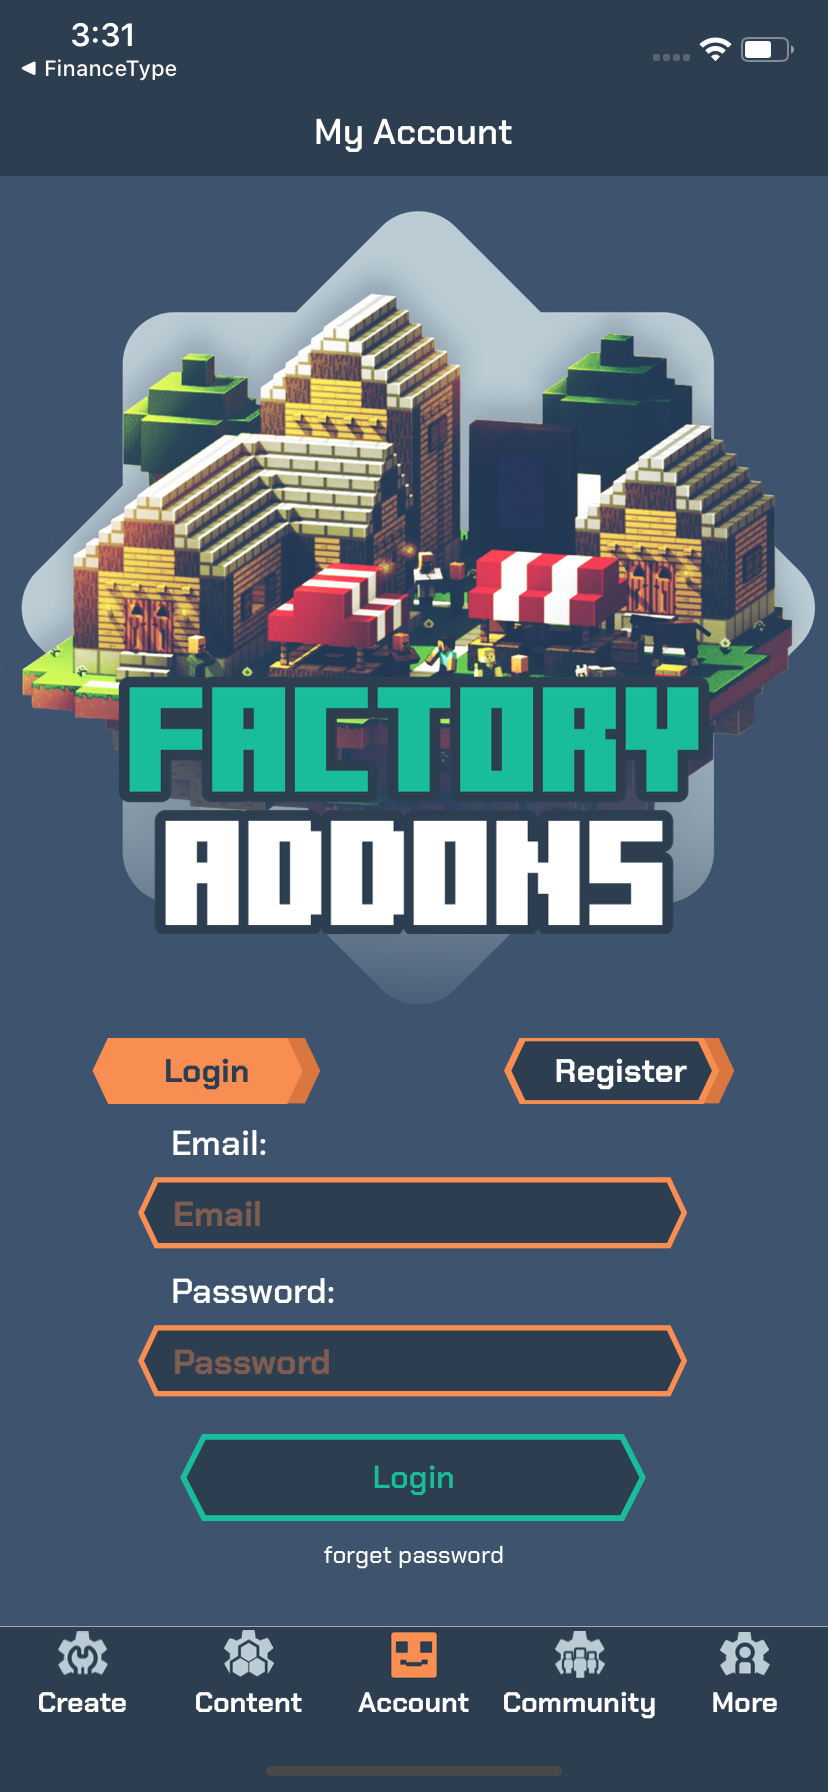 3:31
◀ FinanceType
My Account
FACTORY
ADDONS
Login
Register
Email:
Email
Password:
Password
Login
forget password
Create
Content
Account
Community
More